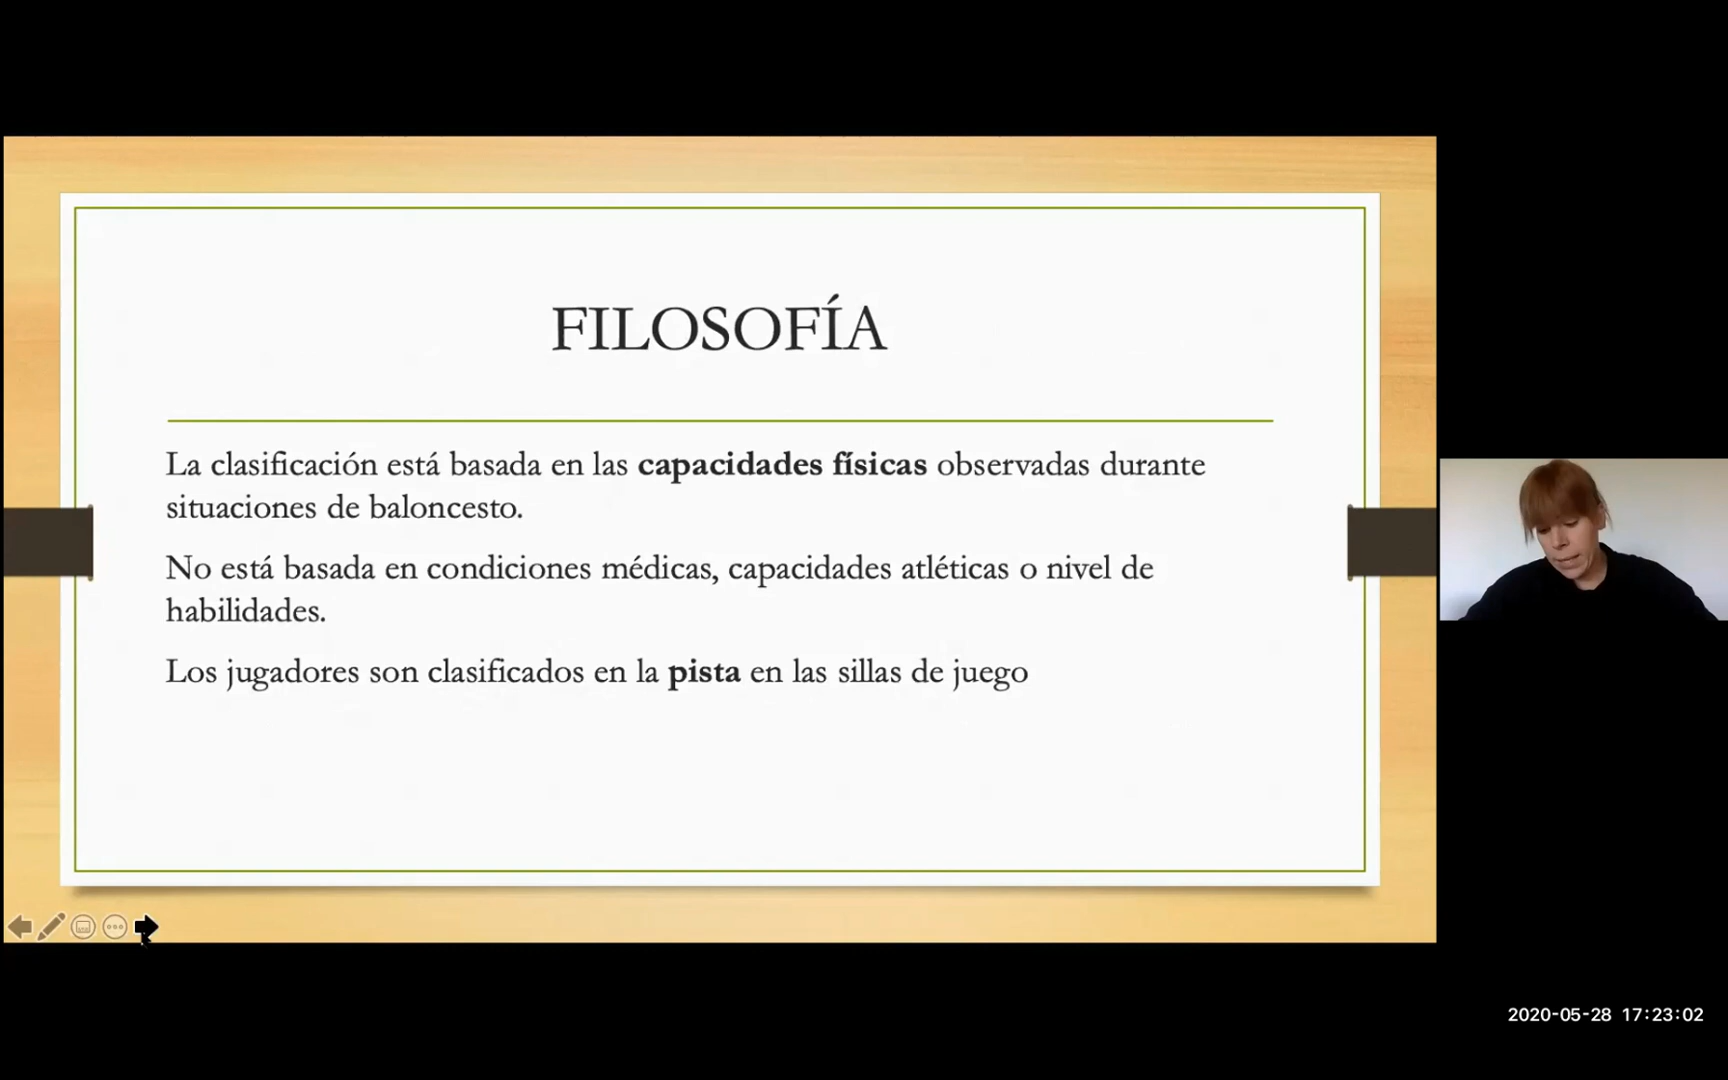 FILOSOFÍA
La clasificación está basada en las capacidades físicas observadas durante
situaciones de baloncesto.
No está basada en condiciones médicas, capacidades atléticas o nivel de
habilidades.
Los jugadores son clasificados en la pista en las sillas de juego
2020-05-28 17:23:02